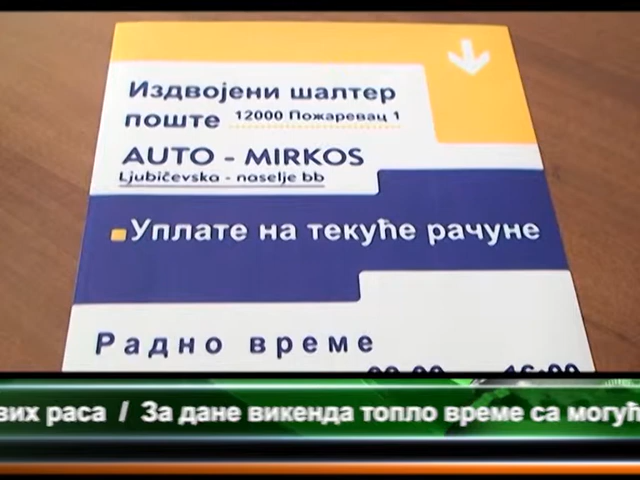 Издвојени шалтер
поште 12000 Пожаревац 1
AUTO - MIRKOS
Ljubičevska - naselje bb
Уплате на текуће рачуне
Радно време
раса / За дане викенда топло време са